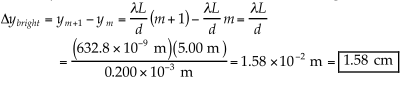 Δy_bright = y_{m+1} − y_m = λL/d (m + 1) − λL/d m = λL/d
= (632.8 × 10⁻⁹ m)(5.00 m) / 0.200 × 10⁻³ m = 1.58 × 10⁻² m = 1.58 cm